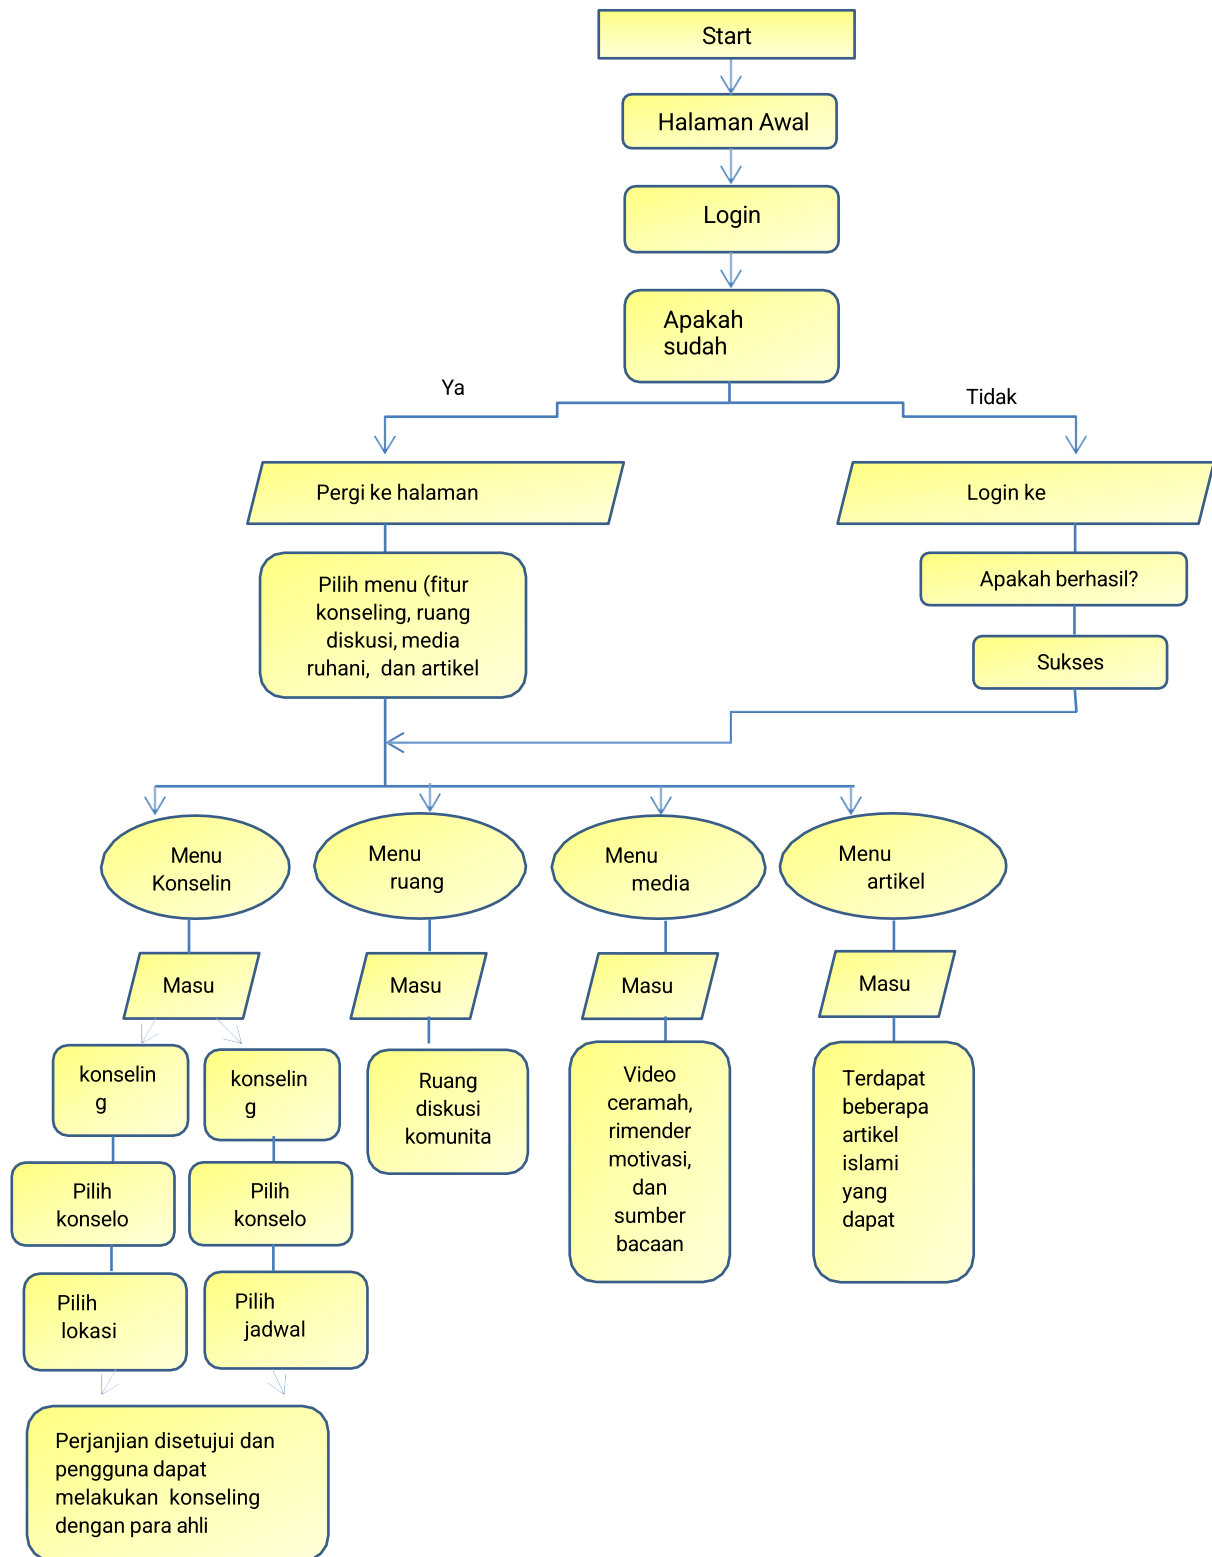 Start
Halaman Awal
Login
Apakah
sudah
Ya
Tidak
Pergi ke halaman
Login ke
Pilih menu (fitur
konseling, ruang
diskusi, media
ruhani, dan artikel
Apakah berhasil?
Sukses
Menu
Konselin
Menu
ruang
Menu
media
Menu
artikel
Masu
Masu
Masu
Masu
konselin
g
konselin
g
Ruang
diskusi
komunita
Video
ceramah,
rimender
motivasi,
dan
sumber
bacaan
Terdapat
beberapa
artikel
islami
yang
dapat
Pilih
konselo
Pilih
konselo
Pilih
lokasi
Pilih
jadwal
Perjanjian disetujui dan
pengguna dapat
melakukan konseling
dengan para ahli